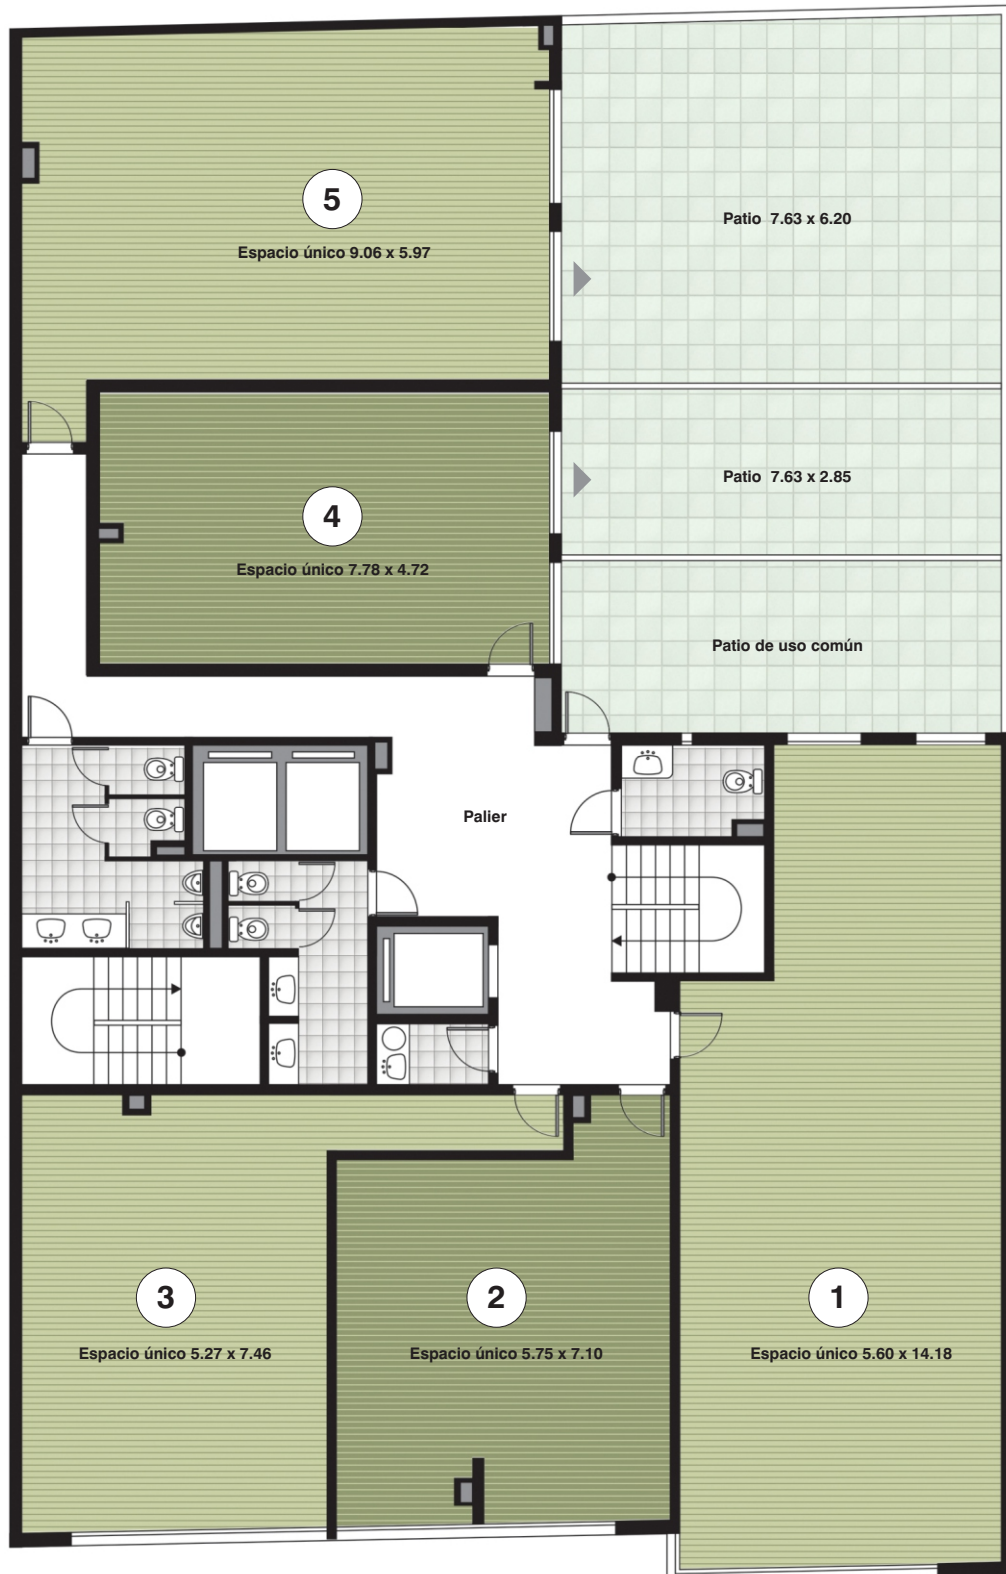 5
Espacio único 9.06 x 5.97
Patio 7.63 x 6.20
4
Espacio único 7.78 x 4.72
Patio 7.63 x 2.85
Patio de uso común
Palier
3
Espacio único 5.27 x 7.46
2
Espacio único 5.75 x 7.10
1
Espacio único 5.60 x 14.18